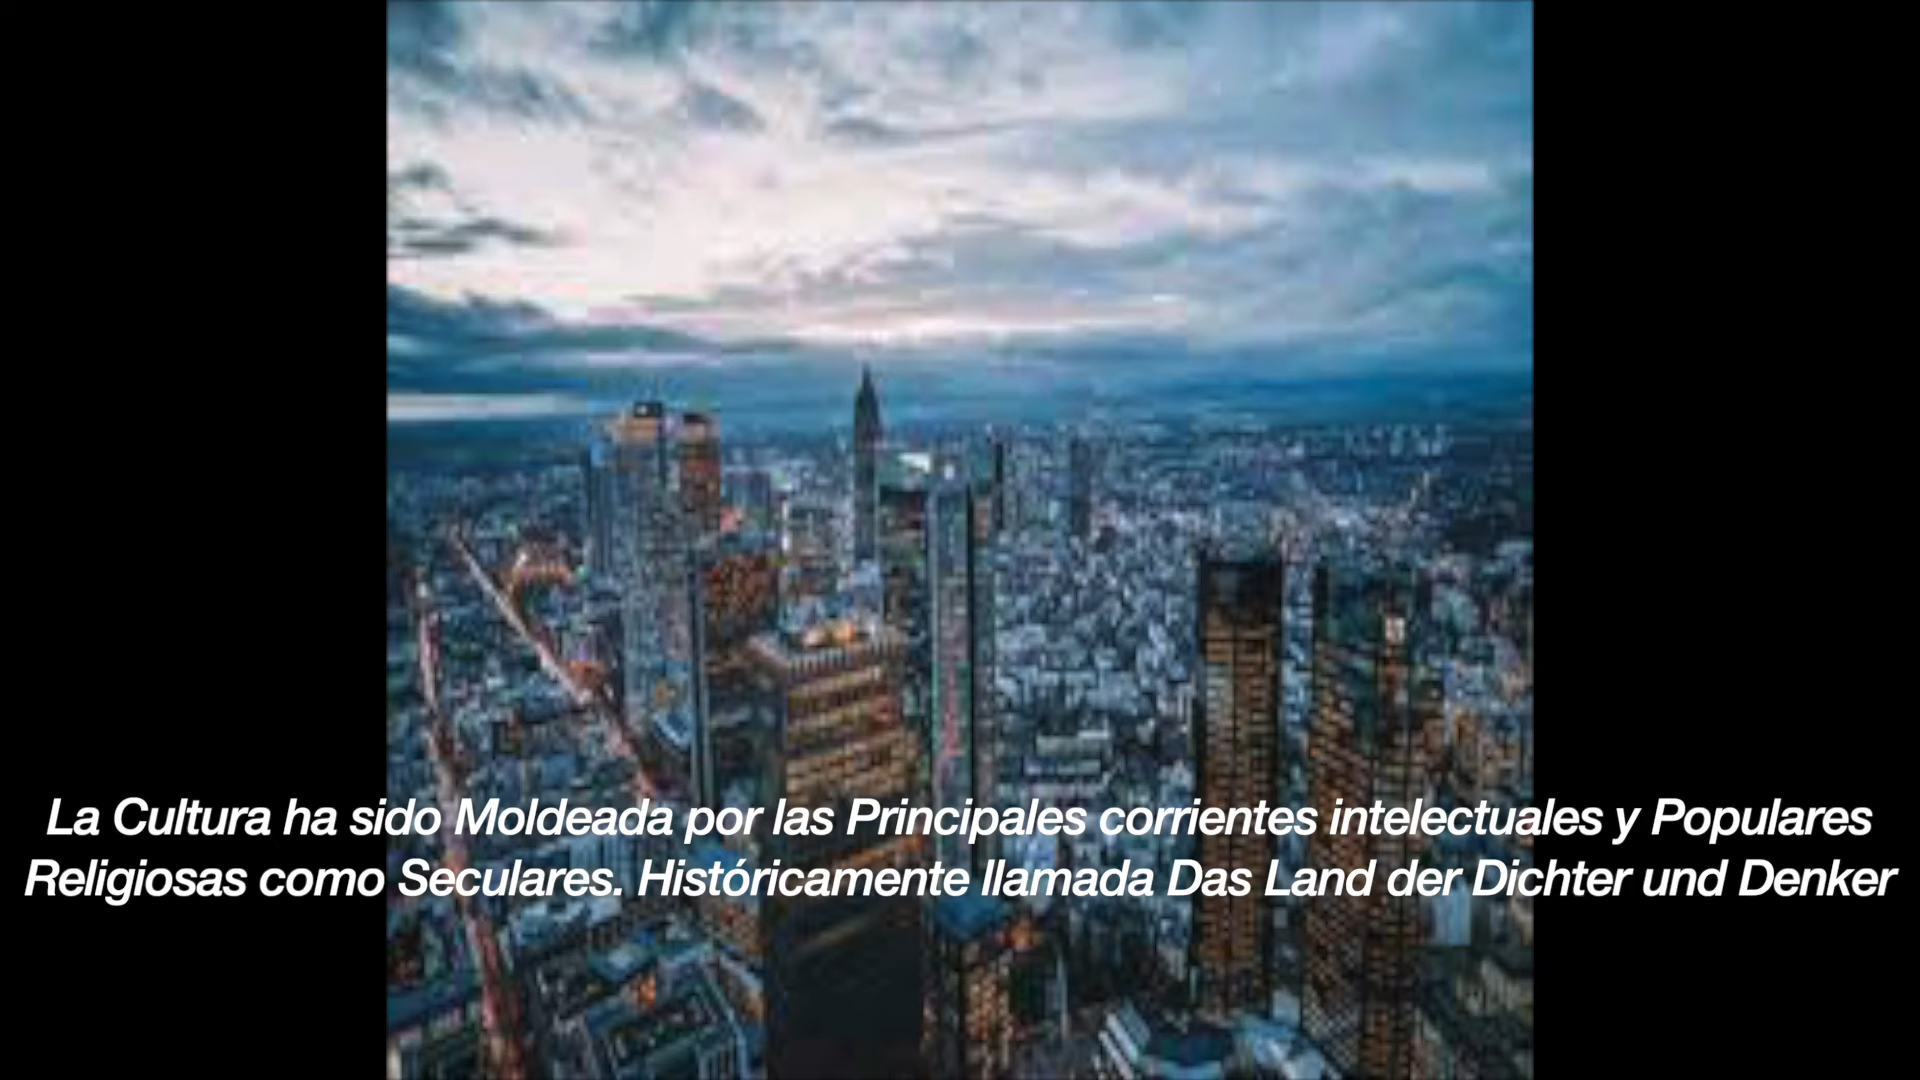 La Cultura ha sido Moldeada por las Principales corrientes intelectuales y Populares
Religiosas como Seculares. Históricamente llamada Das Land der Dichter und Denker